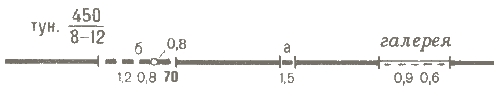 тун. 450
8-12
б 0,8 а галерея
1,2 0,8 70 1,5 0,9 0,6